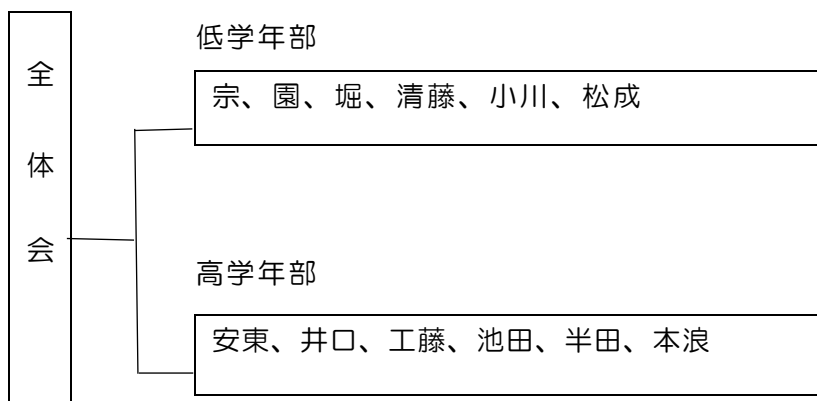 全体会
低学年部
宗、園、堀、清藤、小川、松成
高学年部
安東、井口、工藤、池田、半田、本浪